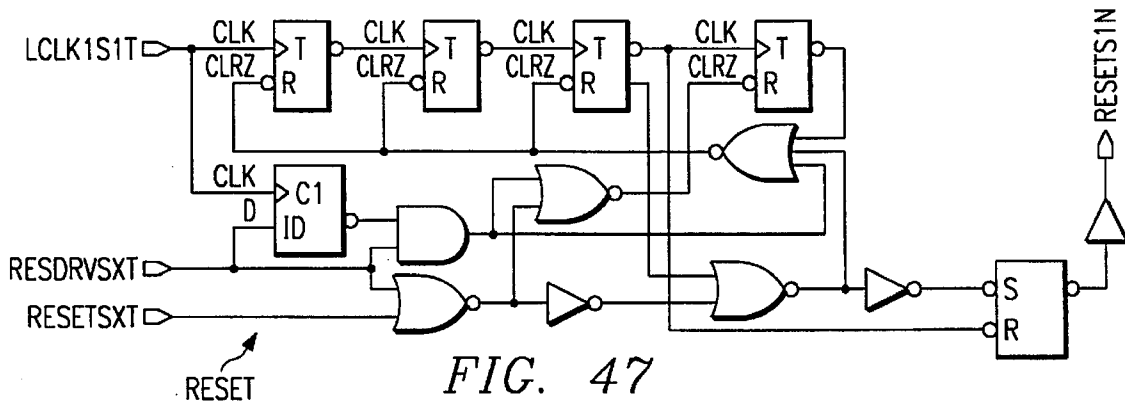 LCLK1S1T
CLK
CLRZ
T
R
CLK
CLRZ
T
R
CLK
CLRZ
T
R
CLK
CLRZ
T
R
RESETS1N
CLK
D
C1
ID
RESDRVSXT
RESETSXT
S
R
RESET
FIG. 47